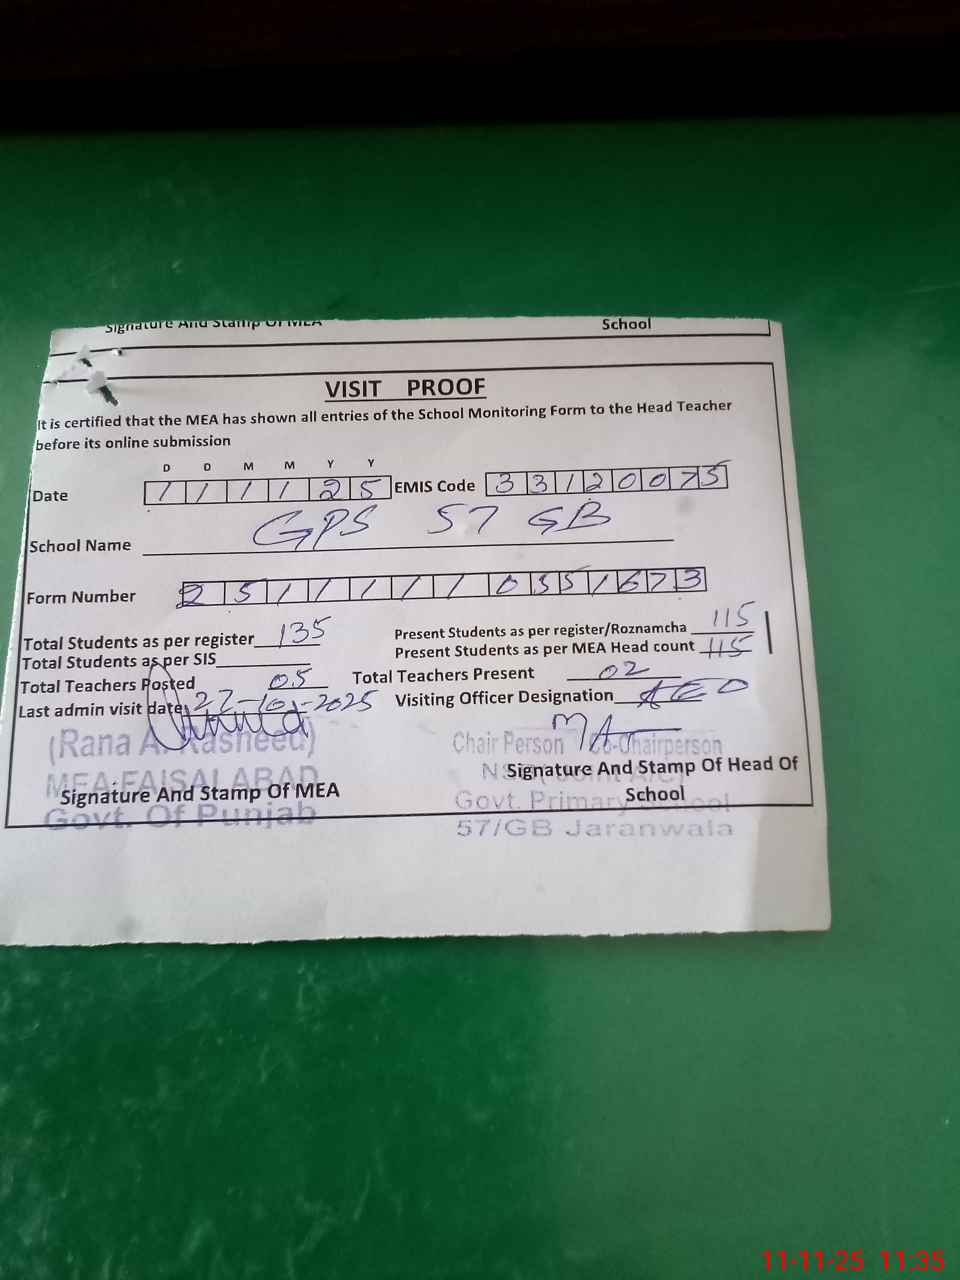 Signature And Stamp Of MEA School
VISIT PROOF
It is certified that the MEA has shown all entries of the School Monitoring Form to the Head Teacher
before its online submission
D D M M Y Y
Date 1 1 1 1 2 5 EMIS Code 3 3 1 2 0 0 7 5
School Name GPS 57 GB
Form Number 2 5 1 1 1 1 1 0 3 5 1 6 7 3
Total Students as per register 135 Present Students as per register/Roznamcha 115
Total Students as per SIS Present Students as per MEA Head count 115
Total Teachers Posted 05 Total Teachers Present 02
Last admin visit date 27-10-2025 Visiting Officer Designation AEO
(Rana A. Rasheed) Chair Person / Co-Chairperson
MEA-FAISALABAD
Signature And Stamp Of MEA Signature And Stamp Of Head Of
School
Govt. Of Punjab Govt. Primary School
57/GB Jaranwala
11-11-25 11:35